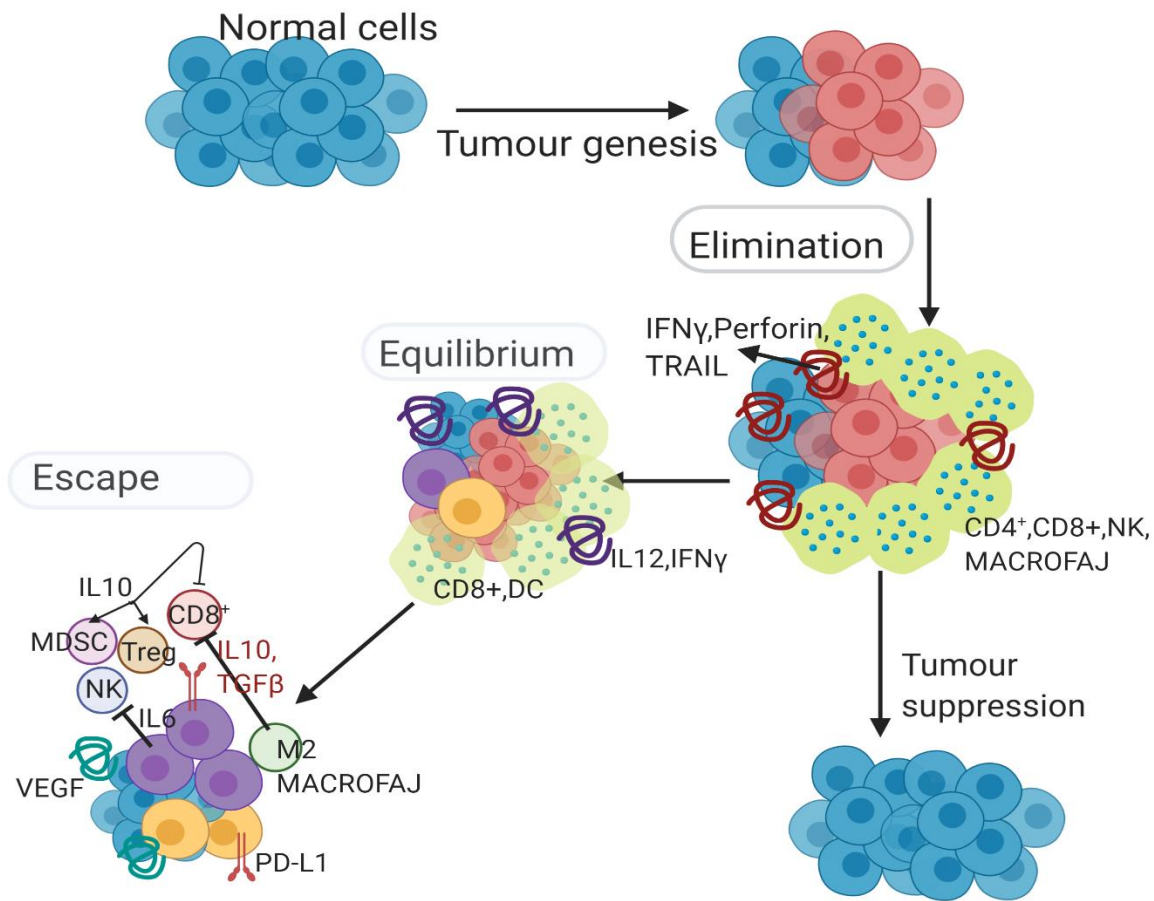 Normal cells
Tumour genesis
Elimination
IFNγ,Perforin,
TRAIL
Equilibrium
CD4⁺,CD8+,NK,
MACROFAJ
IL12,IFNγ
CD8+,DC
Escape
IL10
CD8⁺
MDSC
Treg
IL10,
TGFβ
NK
IL6
M2
MACROFAJ
VEGF
PD-L1
Tumour
suppression